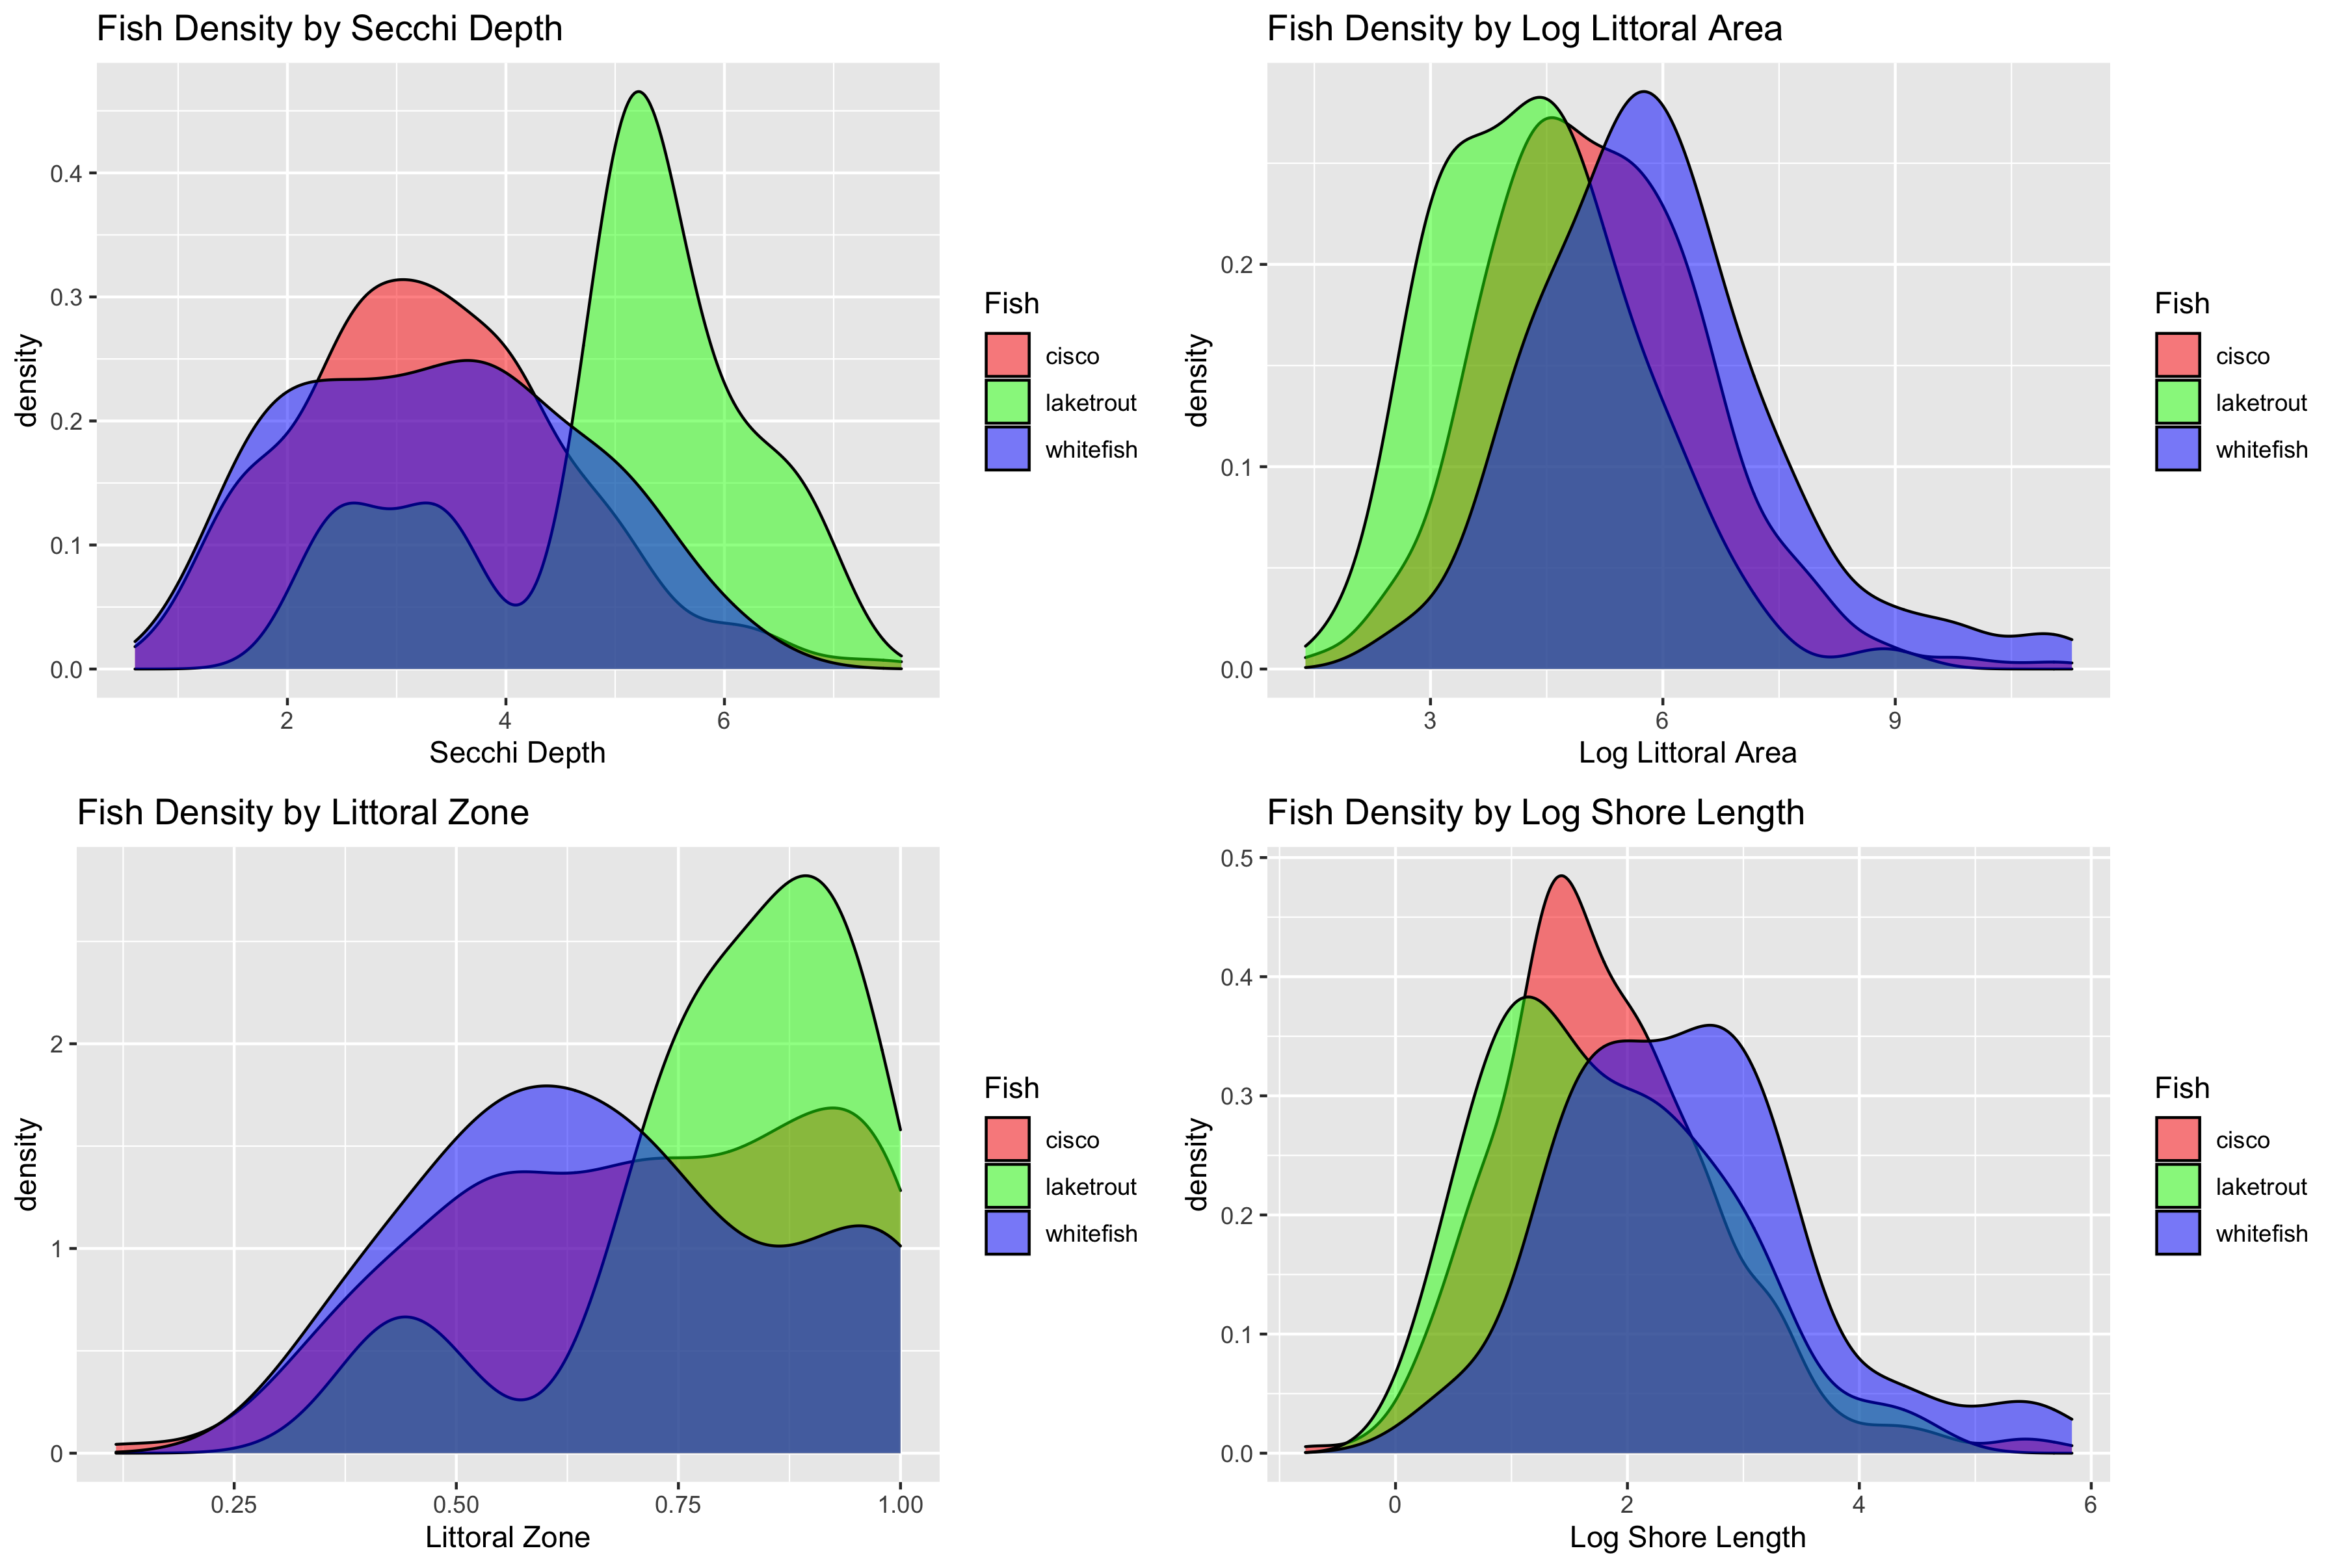 Fish Density by Secchi Depth
density
0.4
0.3
0.2
0.1
0.0
2 4 6
Secchi Depth
Fish
cisco
laketrout
whitefish
Fish Density by Log Littoral Area
density
0.2
0.1
0.0
3 6 9
Log Littoral Area
Fish
cisco
laketrout
whitefish
Fish Density by Littoral Zone
density
2
1
0
0.25 0.50 0.75 1.00
Littoral Zone
Fish
cisco
laketrout
whitefish
Fish Density by Log Shore Length
density
0.5
0.4
0.3
0.2
0.1
0.0
0 2 4 6
Log Shore Length
Fish
cisco
laketrout
whitefish